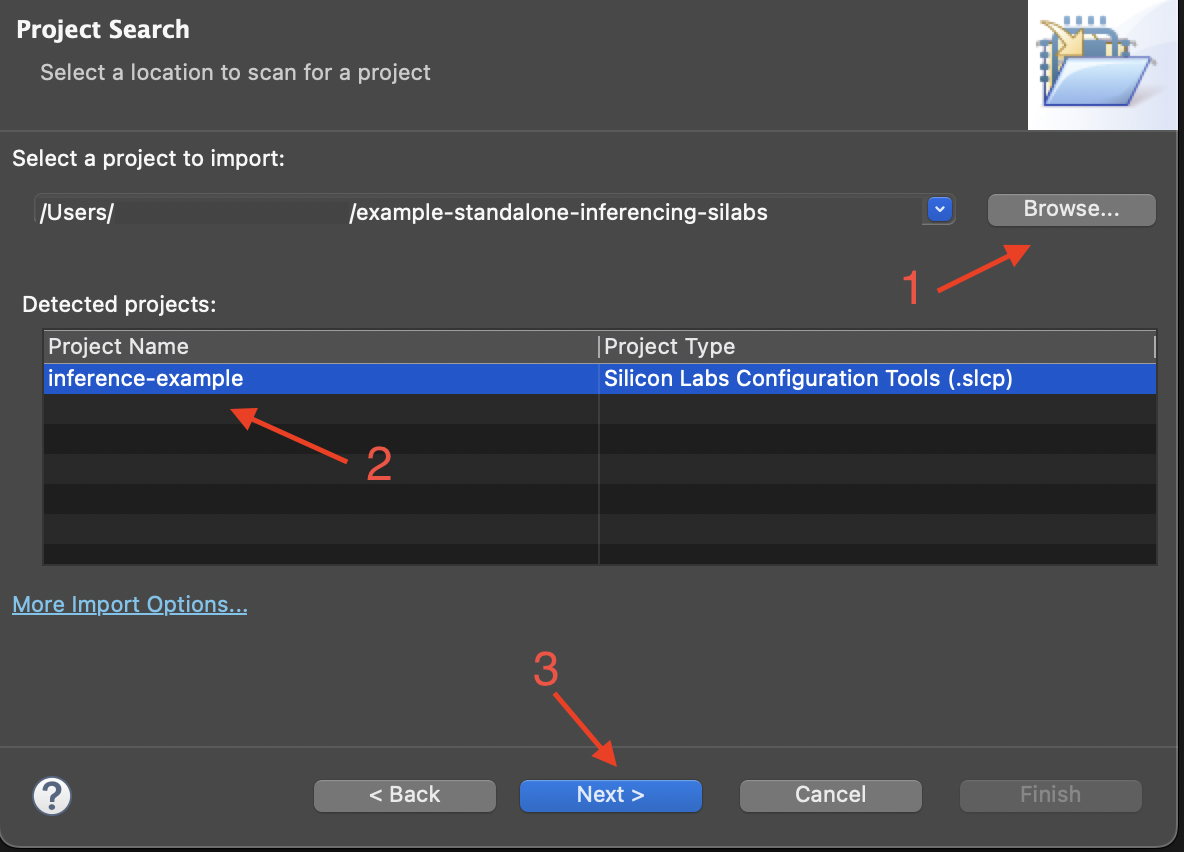 Project Search
Select a location to scan for a project
Select a project to import:
/Users/ /example-standalone-inferencing-silabs
Browse...
1
Detected projects:
Project Name Project Type
inference-example Silicon Labs Configuration Tools (.slcp)
2
More Import Options...
3
?
< Back
Next >
Cancel
Finish